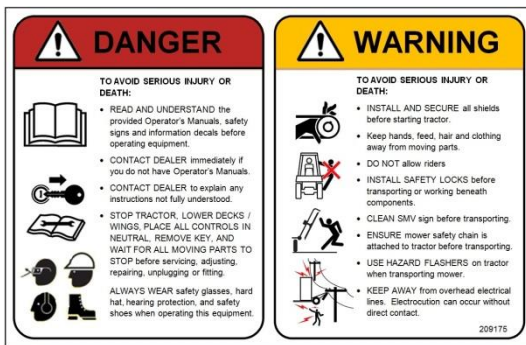 DANGER
TO AVOID SERIOUS INJURY OR
DEATH:
• READ AND UNDERSTAND the
provided Operator's Manuals, safety
signs and information decals before
operating equipment.
• CONTACT DEALER immediately if
you do not have Operator's Manuals.
• CONTACT DEALER to explain any
instructions not fully understood.
• STOP TRACTOR, LOWER DECKS /
WINGS, PLACE ALL CONTROLS IN
NEUTRAL, REMOVE KEY, AND
WAIT FOR ALL MOVING PARTS TO
STOP before servicing, adjusting,
repairing, unplugging or fitting.
ALWAYS WEAR safety glasses, hard
hat, hearing protection, and safety
shoes when operating this equipment.
WARNING
TO AVOID SERIOUS INJURY OR
DEATH:
• INSTALL AND SECURE all shields
before starting tractor.
• Keep hands, feed, hair and clothing
away from moving parts.
• DO NOT allow riders
• INSTALL SAFETY LOCKS before
transporting or working beneath
components.
• CLEAN SMV sign before transporting.
• ENSURE mower safety chain is
attached to tractor before transporting.
• USE HAZARD FLASHERS on tractor
when transporting mower.
• KEEP AWAY from overhead electrical
lines. Electrocution can occur without
direct contact.
209175